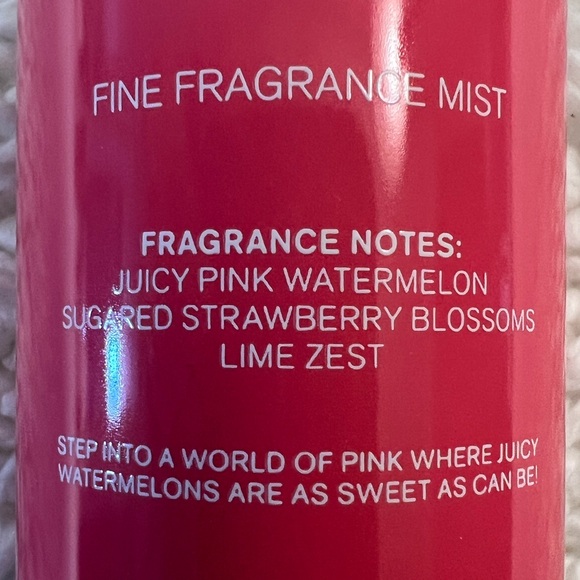 FINE FRAGRANCE MIST
FRAGRANCE NOTES:
JUICY PINK WATERMELON
SUGARED STRAWBERRY BLOSSOMS
LIME ZEST
STEP INTO A WORLD OF PINK WHERE JUICY
WATERMELONS ARE AS SWEET AS CAN BE!